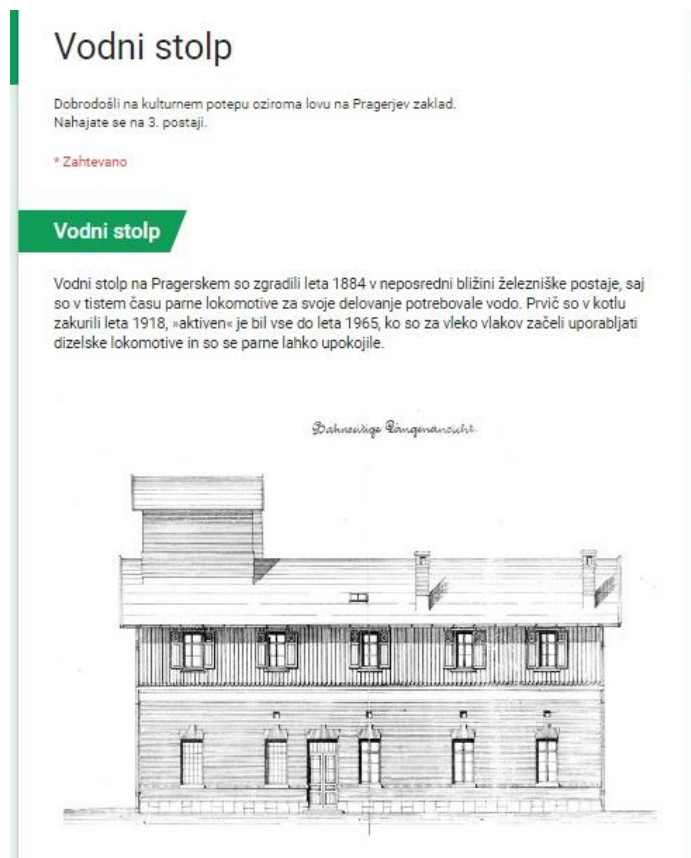 Vodni stolp
Dobrodošli na kulturnem potepu oziroma lovu na Pragerjev zaklad.
Nahajate se na 3. postaji.
* Zahtevano
Vodni stolp
Vodni stolp na Pragerskem so zgradili leta 1884 v neposredni bližini železniške postaje, saj
so v tistem času parne lokomotive za svoje delovanje potrebovale vodo. Prvič so v kotlu
zakurili leta 1918, »aktiven« je bil vse do leta 1965, ko so za vleko vlakov začeli uporabljati
dizelske lokomotive in so se parne lahko upokojile.
Bahnseitige Längenansicht.